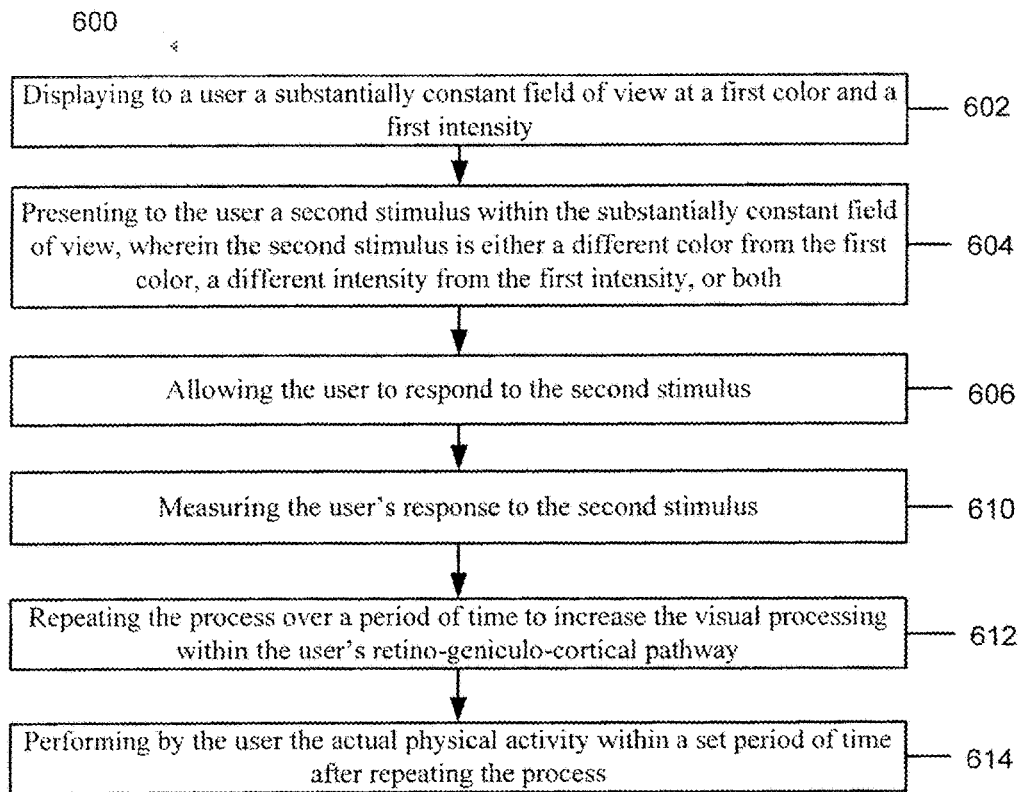 600
Displaying to a user a substantially constant field of view at a first color and a
first intensity
602
Presenting to the user a second stimulus within the substantially constant field
of view, wherein the second stimulus is either a different color from the first
color, a different intensity from the first intensity, or both
604
Allowing the user to respond to the second stimulus
606
Measuring the user's response to the second stimulus
610
Repeating the process over a period of time to increase the visual processing
within the user's retino-geniculo-cortical pathway
612
Performing by the user the actual physical activity within a set period of time
after repeating the process
614